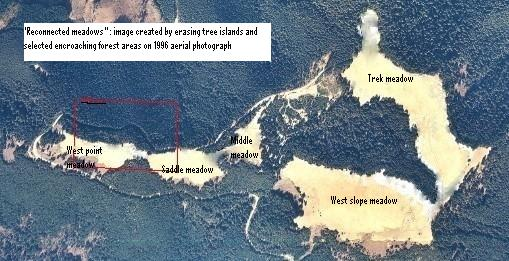 "Reconnected meadows": image created by erasing tree islands and
selected encroaching forest areas on 1996 aerial photograph
Trek meadow
Middle
meadow
West point
meadow
Saddle meadow
West slope meadow